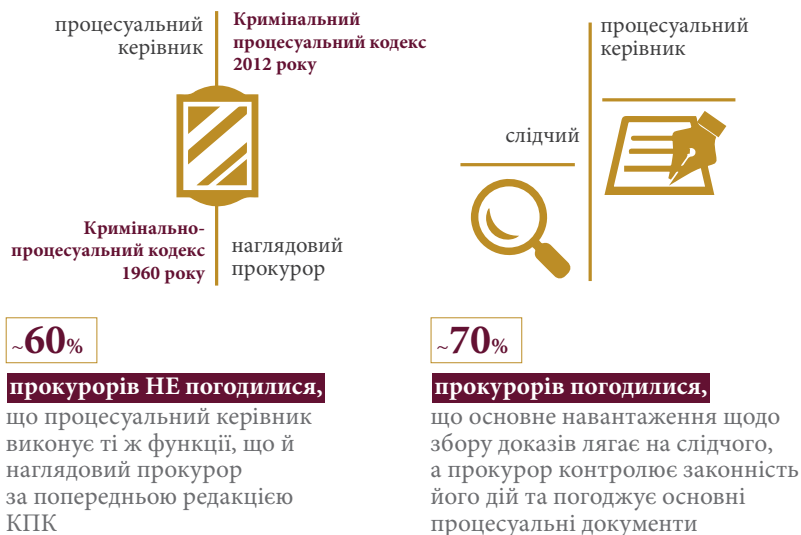 процесуальний
керівник
Кримінальний
процесуальний кодекс
2012 року
Кримінально-
процесуальний кодекс
1960 року
наглядовий
прокурор
~60%
прокурорів НЕ погодилися,
що процесуальний керівник
виконує ті ж функції, що й
наглядовий прокурор
за попередньою редакцією
КПК
процесуальний
керівник
слідчий
~70%
прокурорів погодилися,
що основне навантаження щодо
збору доказів лягає на слідчого,
а прокурор контролює законність
його дій та погоджує основні
процесуальні документи